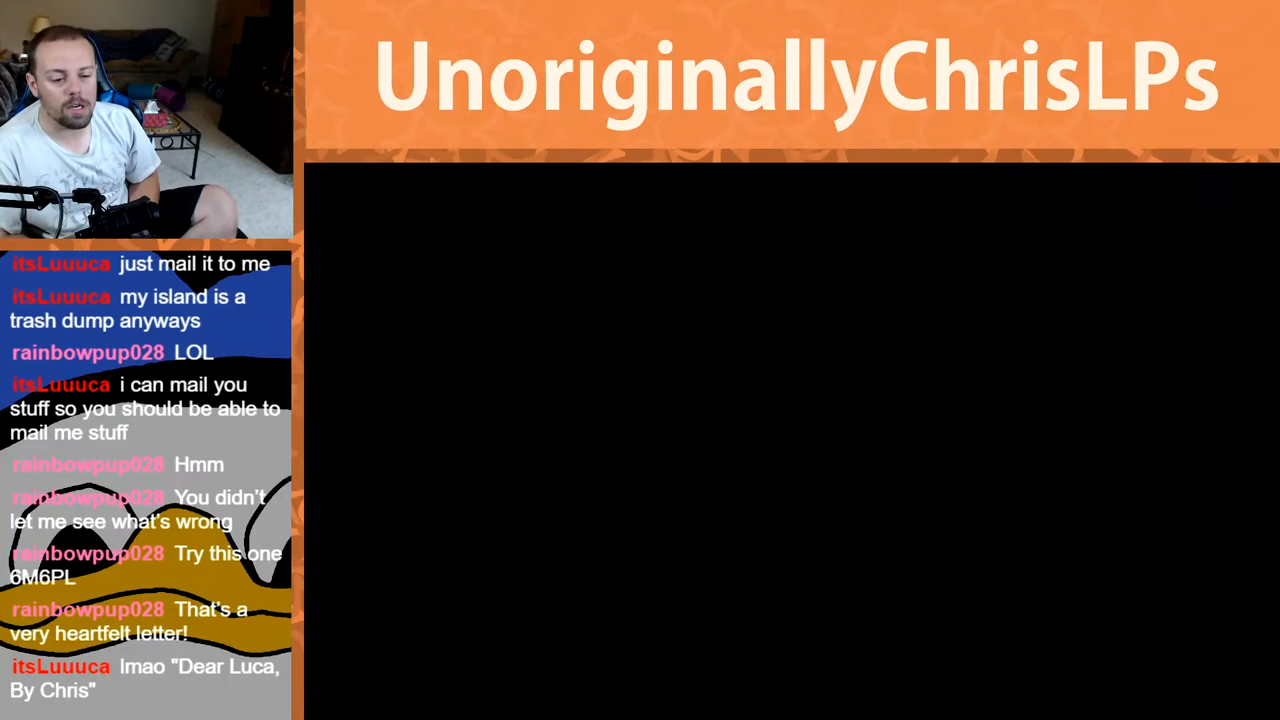 UnoriginallyChrisLPs
itsLuuuca just mail it to me
itsLuuuca my island is a
trash dump anyways
rainbowpup028 LOL
itsLuuuca i can mail you
stuff so you should be able to
mail me stuff
rainbowpup028 Hmm
rainbowpup028 You didn't
let me see what's wrong
rainbowpup028 Try this one
6M6PL
rainbowpup028 That's a
very heartfelt letter!
itsLuuuca lmao "Dear Luca,
By Chris"